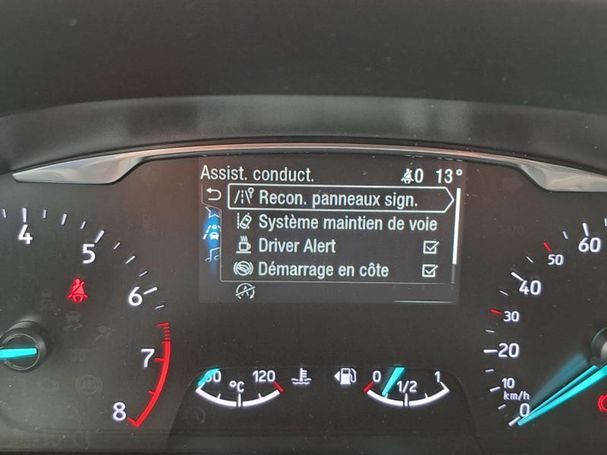 Assist. conduct. 0 13°
Recon. panneaux sign.
Système maintien de voie
Driver Alert
Démarrage en côte
4 5 6 7 8
50 °C 120
0 1/2 1
0 10 20 30 40 50 60
km/h